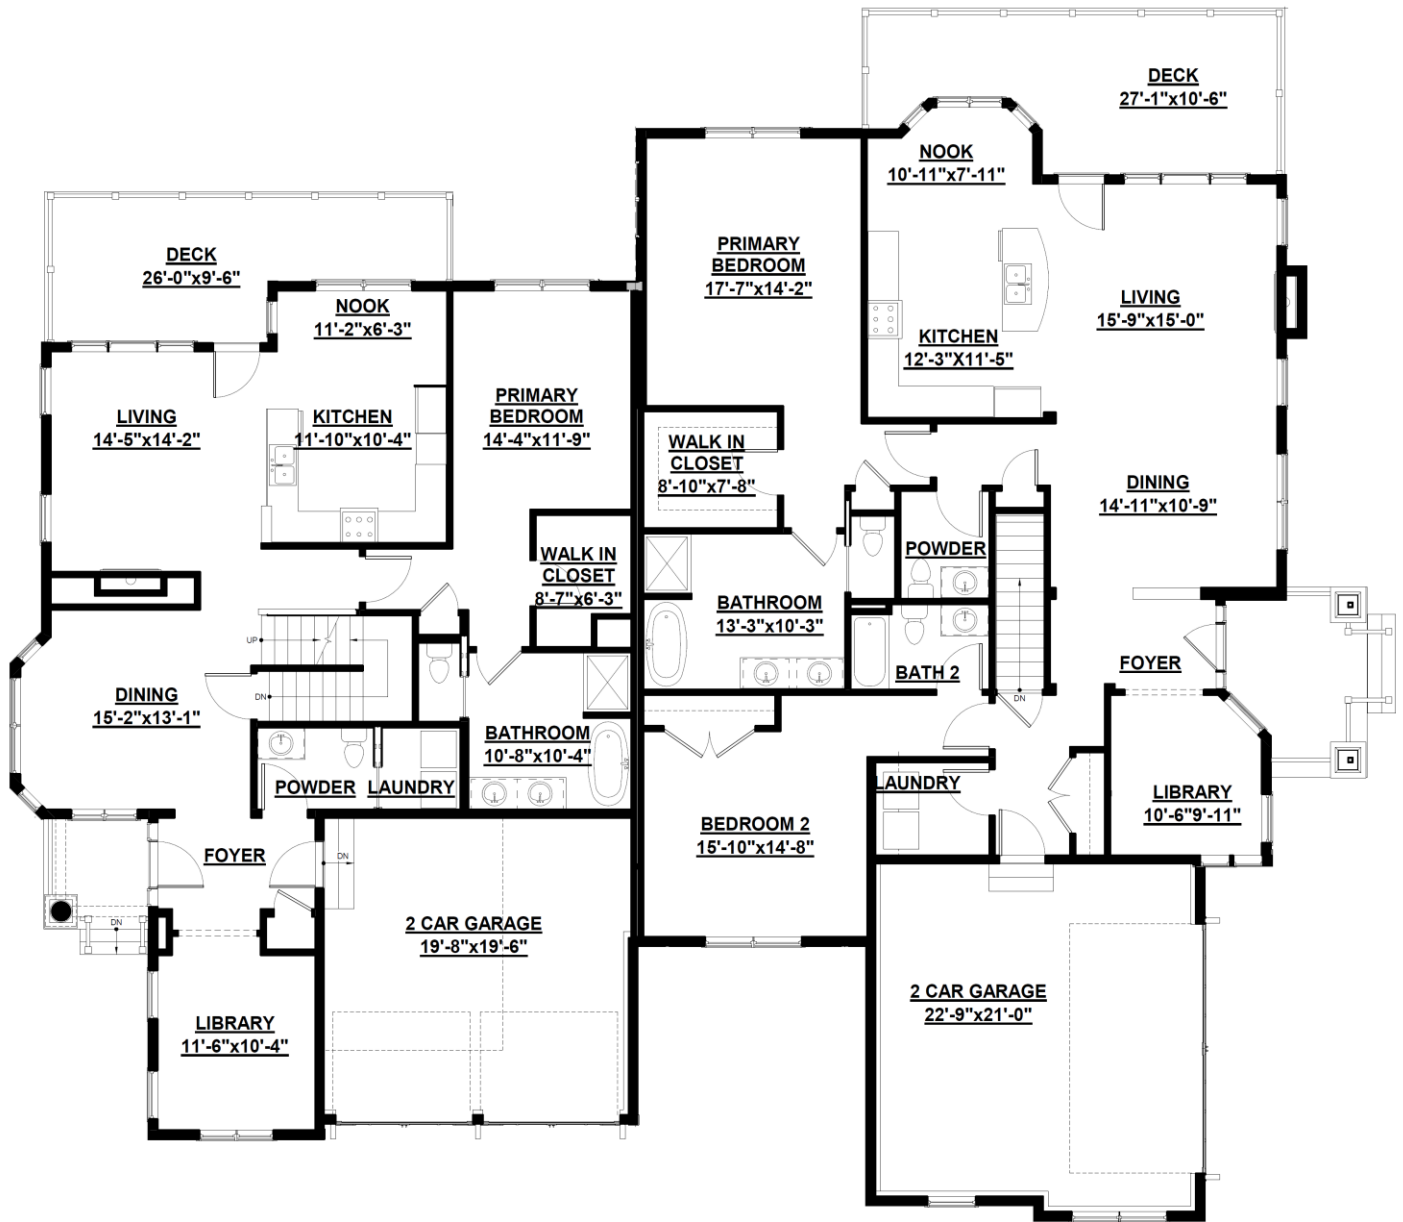 DECK
27'-1"x10'-6"
NOOK
10'-11"x7'-11"
PRIMARY
BEDROOM
17'-7"x14'-2"
LIVING
15'-9"x15'-0"
KITCHEN
12'-3"X11'-5"
DECK
26'-0"x9'-6"
NOOK
11'-2"x6'-3"
LIVING
14'-5"x14'-2"
KITCHEN
11'-10"x10'-4"
PRIMARY
BEDROOM
14'-4"x11'-9"
WALK IN
CLOSET
8'-10"x7'-8"
DINING
14'-11"x10'-9"
WALK IN
CLOSET
8'-7"x6'-3"
POWDER
BATHROOM
13'-3"x10'-3"
BATH 2
FOYER
UP
DN
DINING
15'-2"x13'-1"
DN
BATHROOM
10'-8"x10'-4"
POWDER
LAUNDRY
LAUNDRY
LIBRARY
10'-6"9'-11"
BEDROOM 2
15'-10"x14'-8"
FOYER
DN
DN
2 CAR GARAGE
19'-8"x19'-6"
2 CAR GARAGE
22'-9"x21'-0"
LIBRARY
11'-6"x10'-4"